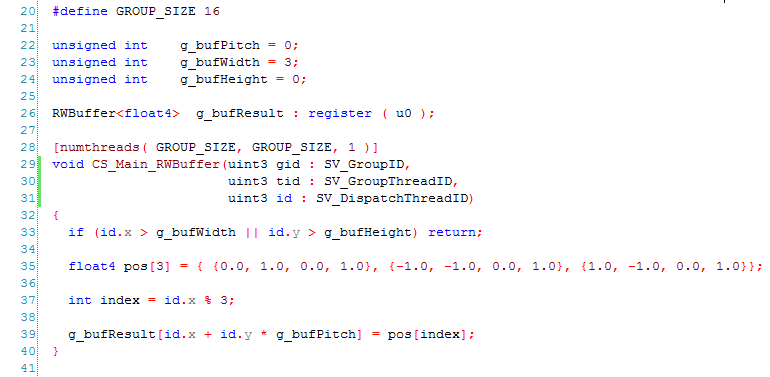 20 #define GROUP_SIZE 16
21
22 unsigned int    g_bufPitch = 0;
23 unsigned int    g_bufWidth = 3;
24 unsigned int    g_bufHeight = 0;
25
26 RWBuffer<float4>  g_bufResult : register ( u0 );
27
28 [numthreads( GROUP_SIZE, GROUP_SIZE, 1 )]
29 void CS_Main_RWBuffer(uint3 gid : SV_GroupID,
30                       uint3 tid : SV_GroupThreadID,
31                       uint3 id : SV_DispatchThreadID)
32 {
33   if (id.x > g_bufWidth || id.y > g_bufHeight) return;
34
35   float4 pos[3] = { {0.0, 1.0, 0.0, 1.0}, {-1.0, -1.0, 0.0, 1.0}, {1.0, -1.0, 0.0, 1.0}};
36
37   int index = id.x % 3;
38
39   g_bufResult[id.x + id.y * g_bufPitch] = pos[index];
40 }
41